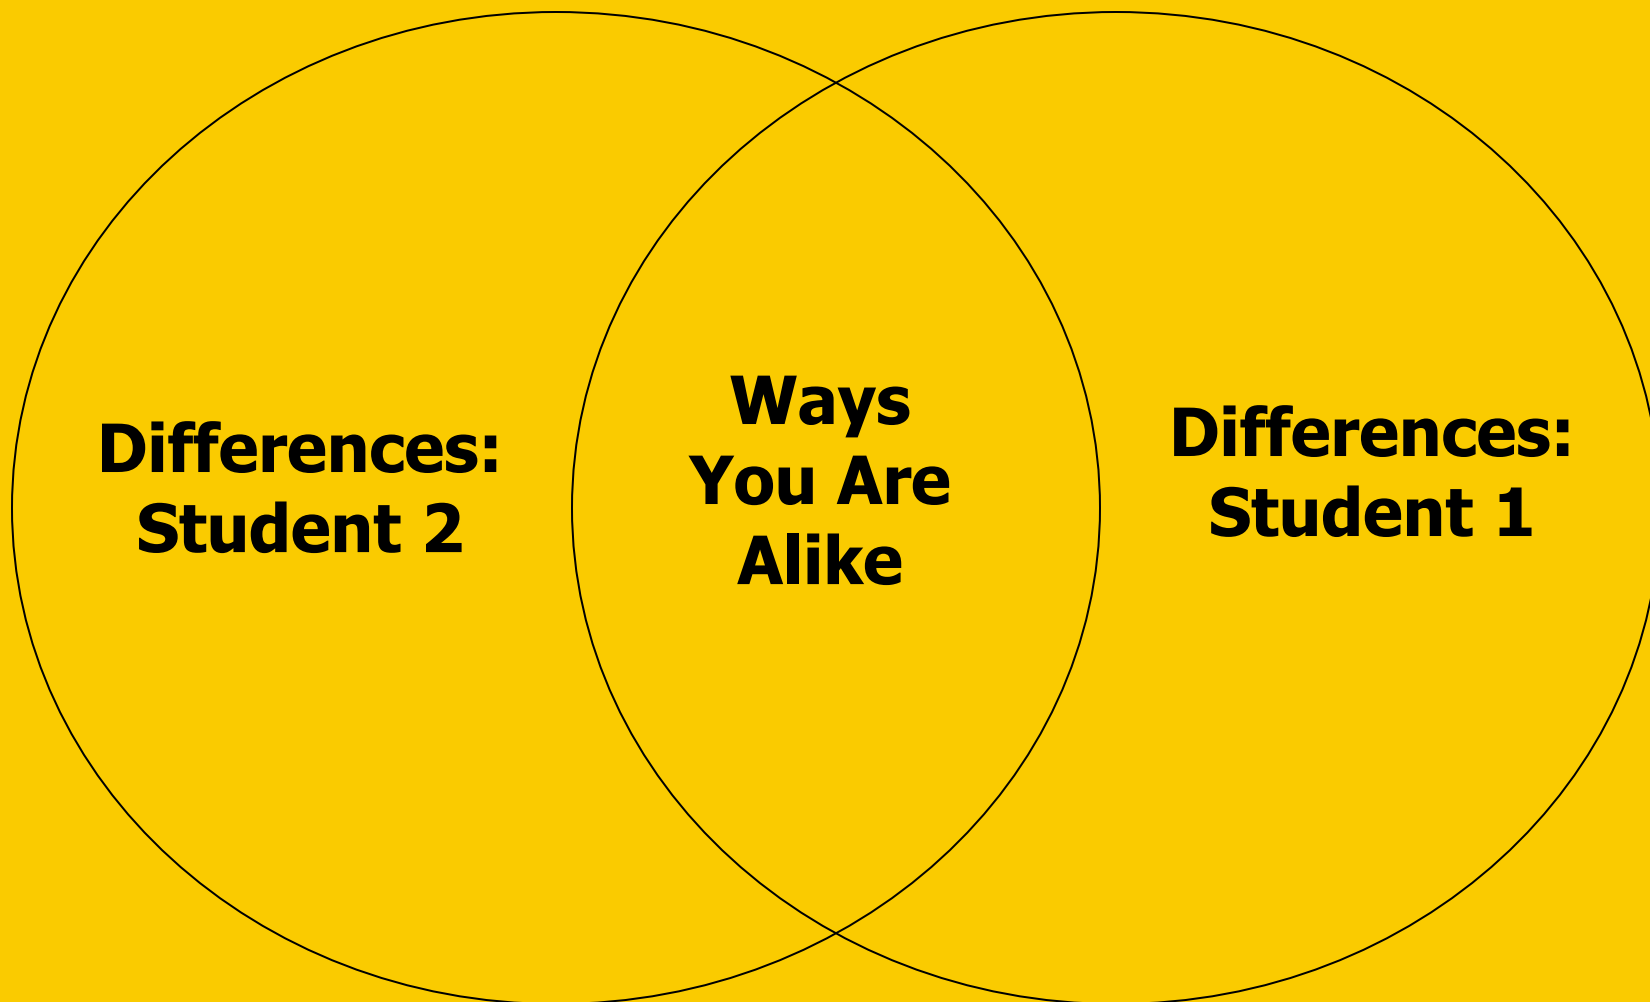 Differences:
Student 2
Ways
You Are
Alike
Differences:
Student 1